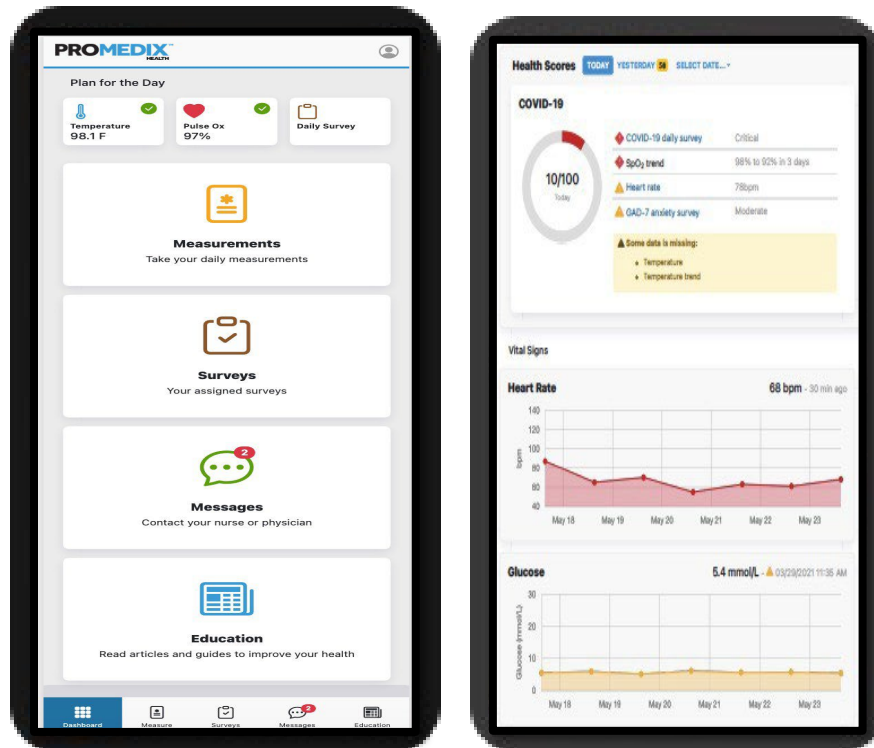 PROMEDIX™
HEALTH
Plan for the Day
Temperature
98.1 F
Pulse Ox
97%
Daily Survey
Measurements
Take your daily measurements
Surveys
Your assigned surveys
2
Messages
Contact your nurse or physician
Education
Read articles and guides to improve your health
Dashboard
Measure
Surveys
2
Messages
Education
Health Scores TODAY YESTERDAY 50 SELECT DATE...
COVID-19
10/100
Today
COVID-19 daily survey Critical
SpO₂ trend 98% to 92% in 3 days
Heart rate 78bpm
GAD-7 anxiety survey Moderate
Some data is missing:
Temperature
Temperature trend
Vital Signs
Heart Rate 68 bpm - 30 min ago
140
120
100
80
60
40
bpm
May 18 May 19 May 20 May 21 May 22 May 23
Glucose 5.4 mmol/L - 03/29/2021 11:35 AM
30
20
10
0
Glucose (mmol/L)
May 18 May 19 May 20 May 21 May 22 May 23